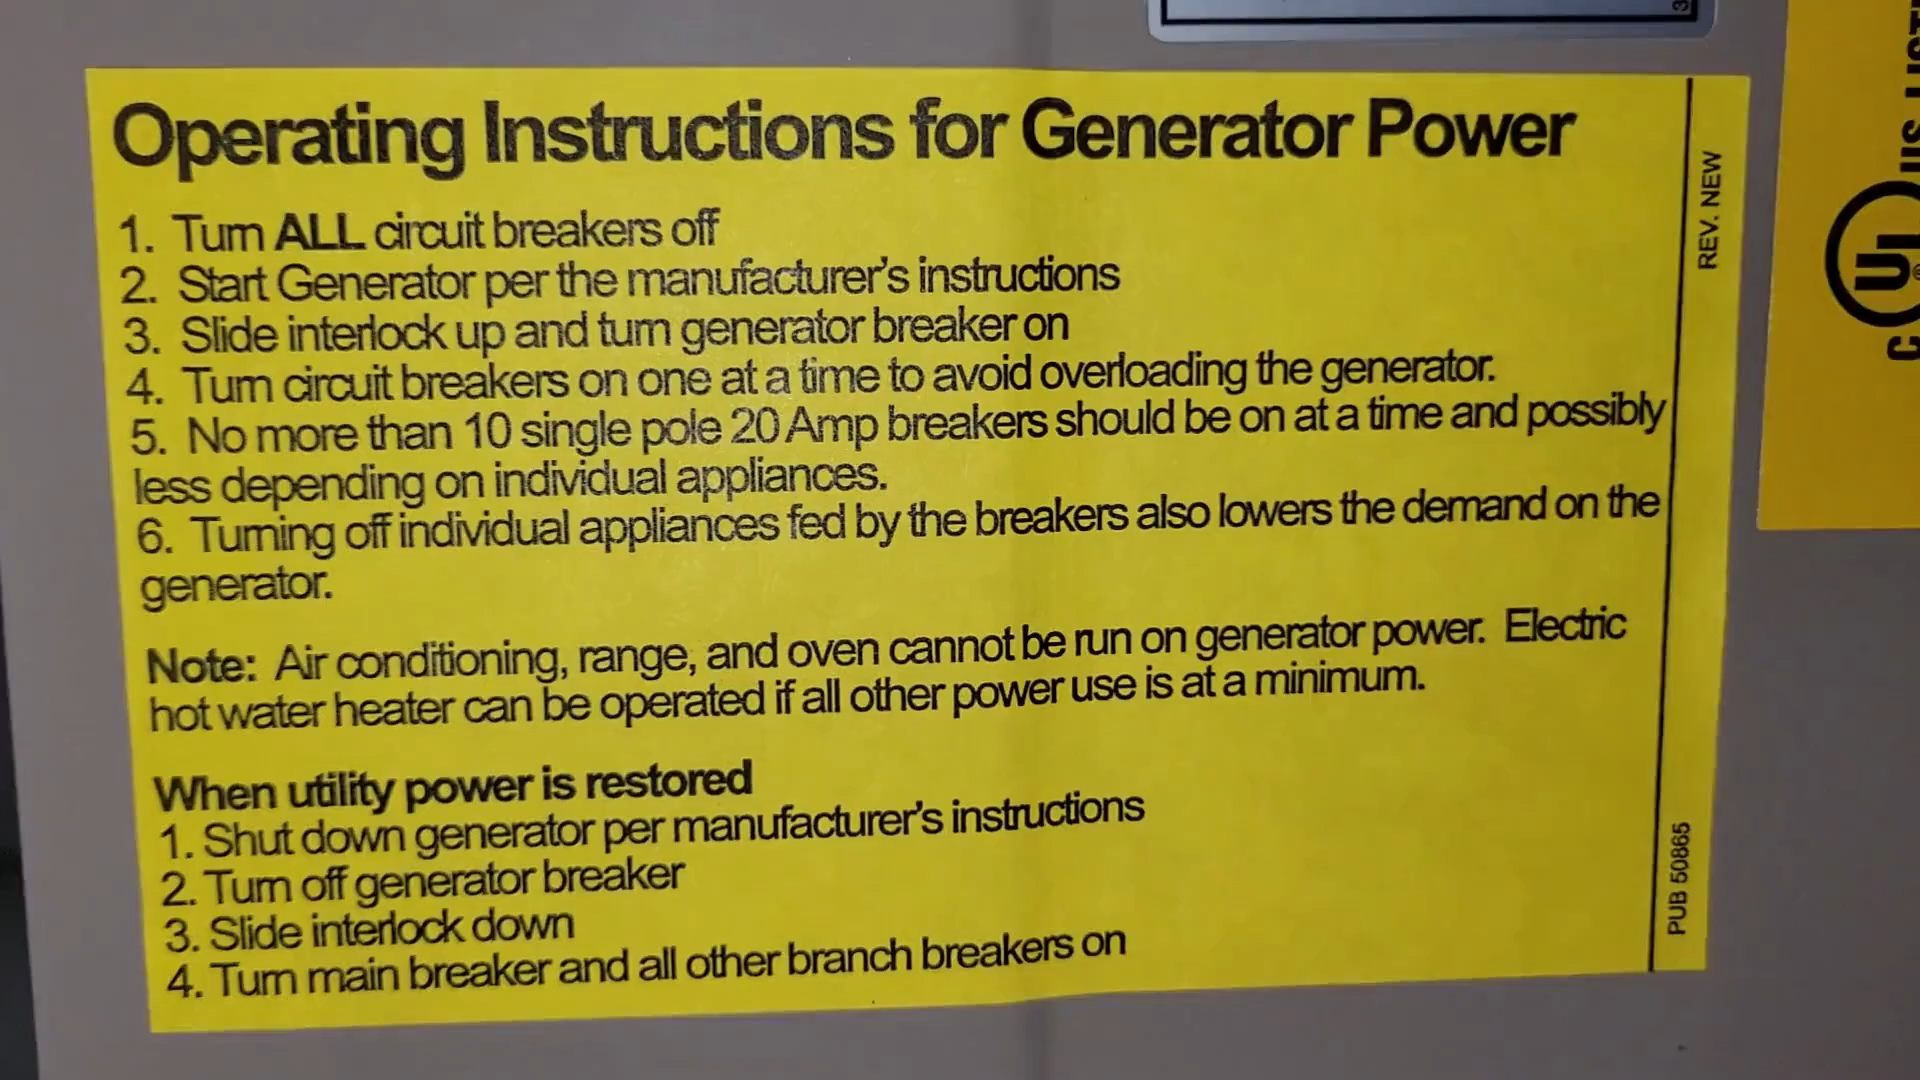 Operating Instructions for Generator Power
1. Turn ALL circuit breakers off
2. Start Generator per the manufacturer's instructions
3. Slide interlock up and turn generator breaker on
4. Turn circuit breakers on one at a time to avoid overloading the generator.
5. No more than 10 single pole 20 Amp breakers should be on at a time and possibly
less depending on individual appliances.
6. Turning off individual appliances fed by the breakers also lowers the demand on the
generator.
Note: Air conditioning, range, and oven cannot be run on generator power. Electric
hot water heater can be operated if all other power use is at a minimum.
When utility power is restored
1. Shut down generator per manufacturer's instructions
2. Turn off generator breaker
3. Slide interlock down
4. Turn main breaker and all other branch breakers on
REV. NEW
PUB 50865
C UL US